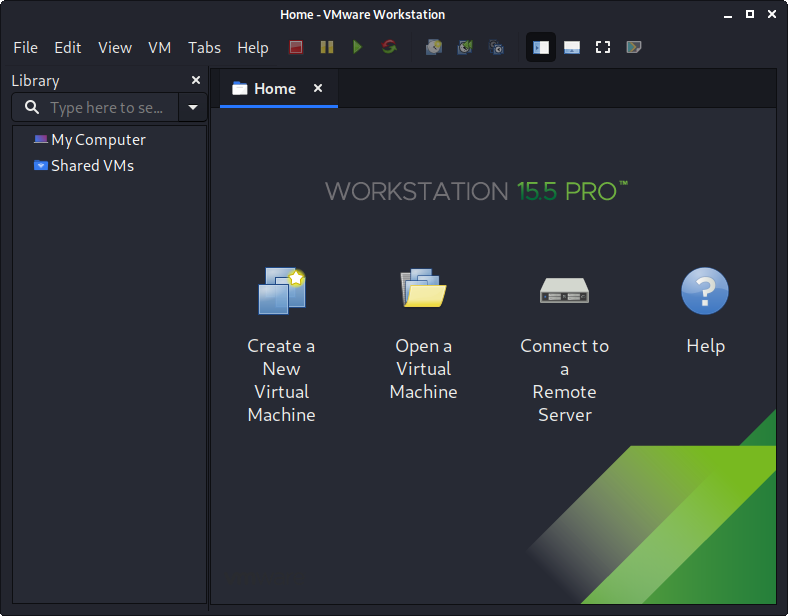 Home - VMware Workstation
File Edit View VM Tabs Help
Library
Type here to se...
My Computer
Shared VMs
Home
WORKSTATION 15.5 PRO™
Create a
New
Virtual
Machine
Open a
Virtual
Machine
Connect to
a
Remote
Server
Help